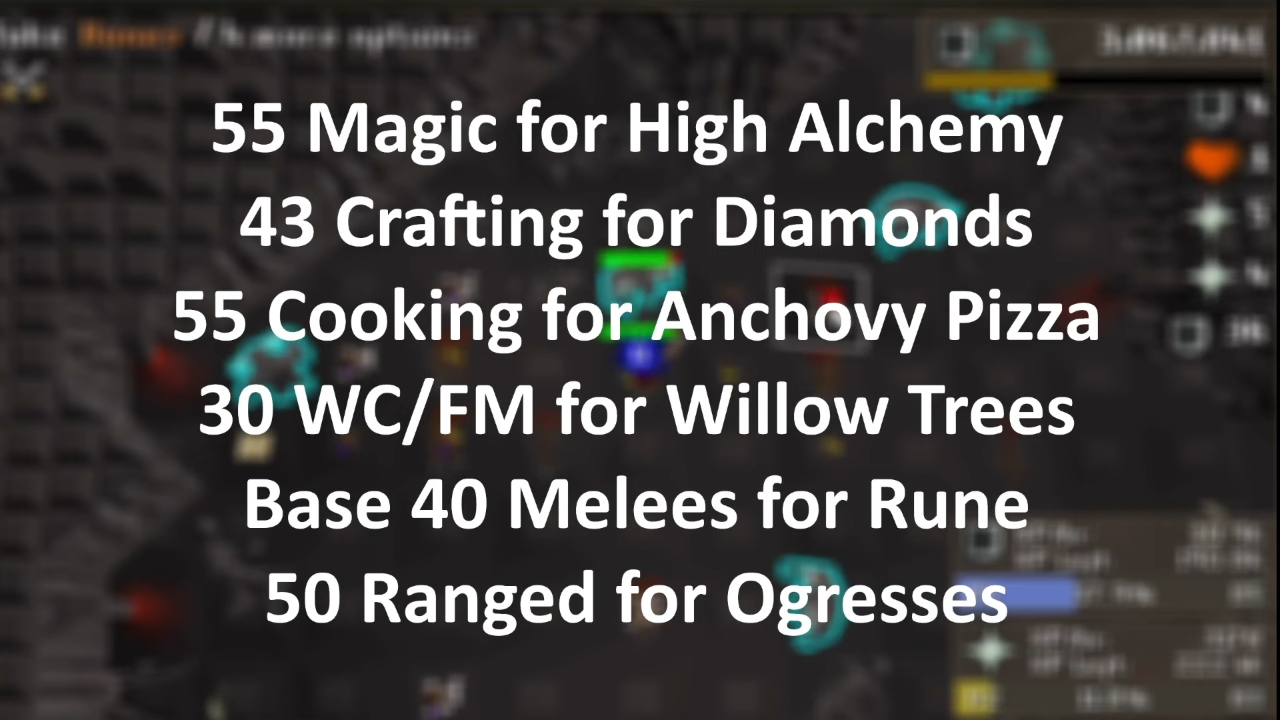 55 Magic for High Alchemy
43 Crafting for Diamonds
55 Cooking for Anchovy Pizza
30 WC/FM for Willow Trees
Base 40 Melees for Rune
50 Ranged for Ogresses